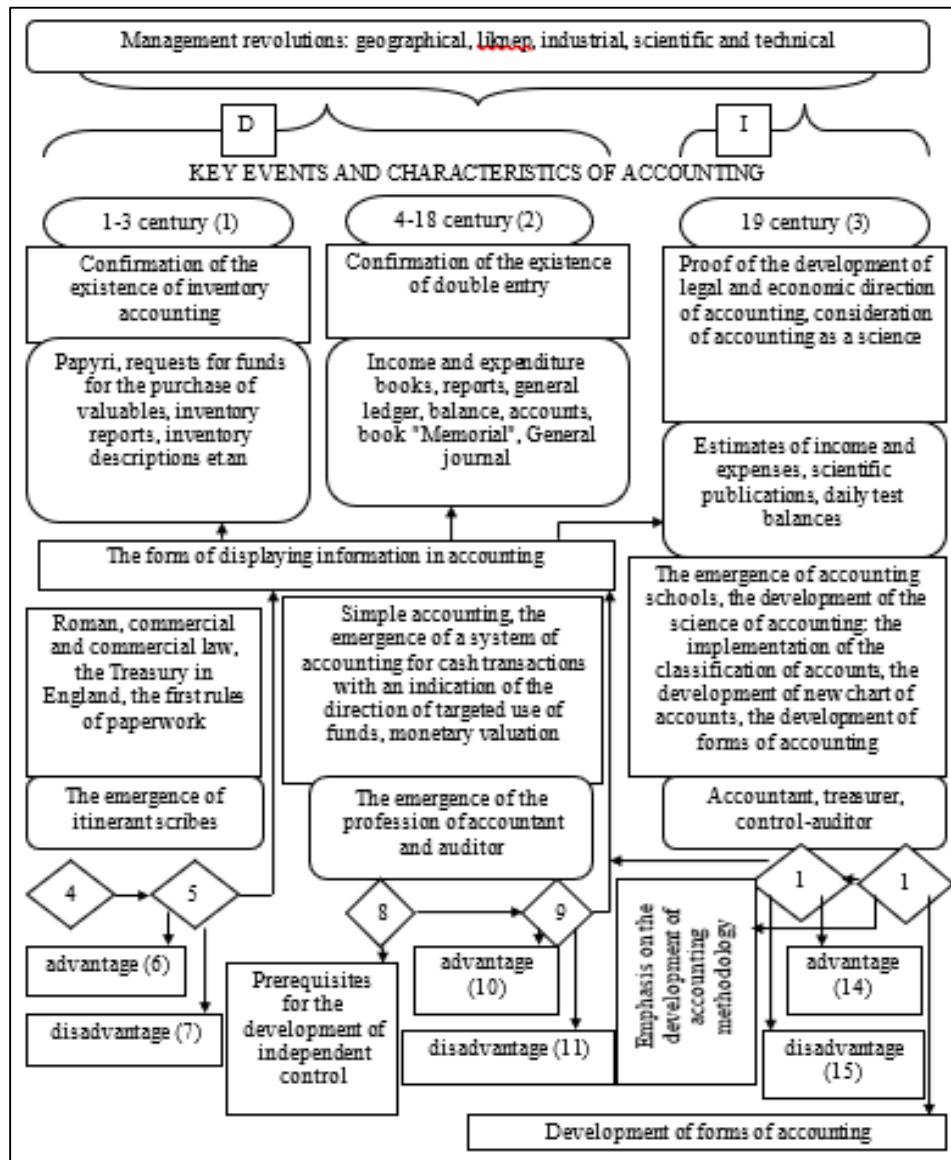 Management revolutions: geographical, liknep, industrial, scientific and technical
D
I
KEY EVENTS AND CHARACTERISTICS OF ACCOUNTING
1-3 century (1)
4-18 century (2)
19 century (3)
Confirmation of the
existence of inventory
accounting
Confirmation of the existence
of double entry
Proof of the development of
legal and economic direction
of accounting, consideration
of accounting as a science
Papyri, requests for funds
for the purchase of
valuables, inventory
reports, inventory
descriptions et.an
Income and expenditure
books, reports, general
ledger, balance, accounts,
book "Memorial", General
journal
Estimates of income and
expenses, scientific
publications, daily test
balances
The form of displaying information in accounting
Roman, commercial
and commercial law,
the Treasury in
England, the first rules
of paperwork
Simple accounting, the
emergence of a system of
accounting for cash transactions
with an indication of the
direction of targeted use of
funds, monetary valuation
The emergence of accounting
schools, the development of the
science of accounting: the
implementation of the
classification of accounts, the
development of new chart of
accounts, the development of
forms of accounting
The emergence of
itinerant scribes
The emergence of the
profession of accountant
and auditor
Accountant, treasurer,
control-auditor
4
5
8
9
1
1
advantage (6)
disadvantage (7)
Prerequisites
for the
development of
independent
control
advantage
(10)
disadvantage (11)
Emphasis on the
development of
accounting
methodology
advantage
(14)
disadvantage
(15)
Development of forms of accounting